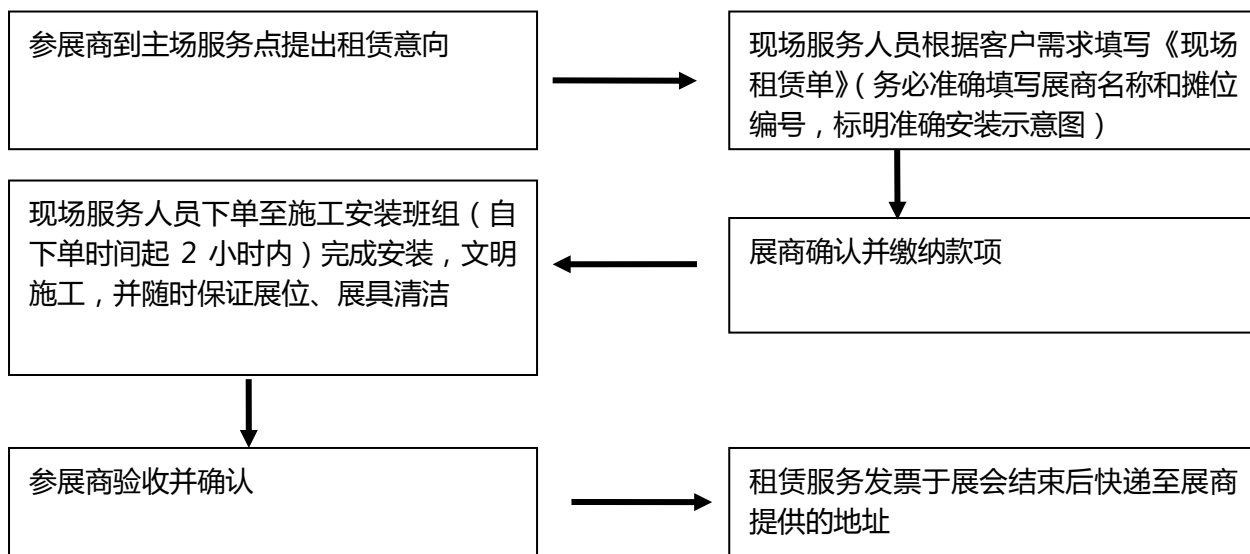 参展商到主场服务点提出租赁意向
现场服务人员根据客户需求填写《现场
租赁单》（务必准确填写展商名称和摊位
编号，标明准确安装示意图）
展商确认并缴纳款项
现场服务人员下单至施工安装班组（自
下单时间起 2 小时内）完成安装，文明
施工，并随时保证展位、展具清洁
参展商验收并确认
租赁服务发票于展会结束后快递至展商
提供的地址